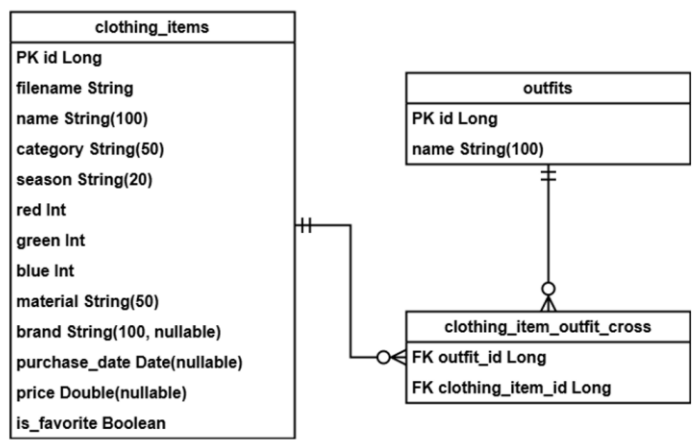 clothing_items
PK id Long
filename String
name String(100)
category String(50)
season String(20)
red Int
green Int
blue Int
material String(50)
brand String(100, nullable)
purchase_date Date(nullable)
price Double(nullable)
is_favorite Boolean
outfits
PK id Long
name String(100)
clothing_item_outfit_cross
FK outfit_id Long
FK clothing_item_id Long